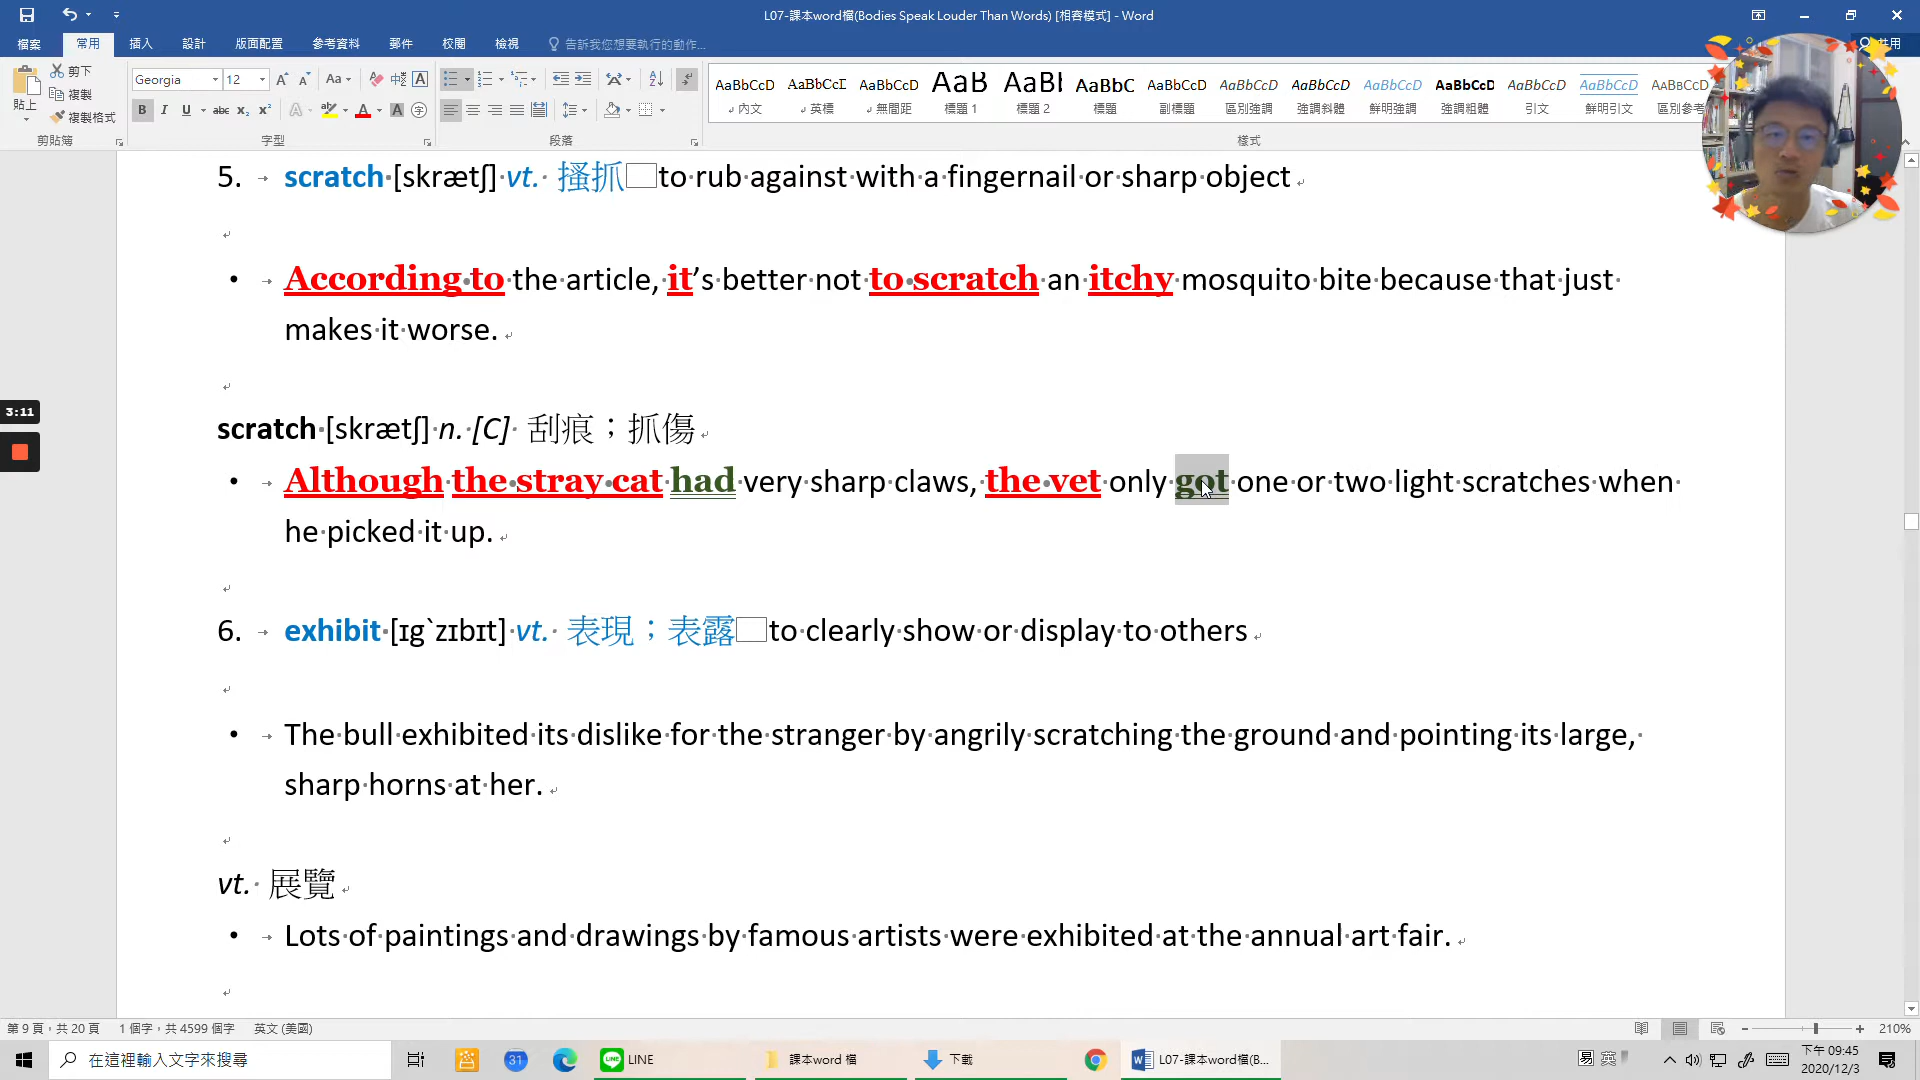 L07-課本word檔(Bodies Speak Louder Than Words) [相容模式] - Word
檔案 常用 插入 設計 版面配置 參考資料 郵件 校閱 檢視 告訴我您想要執行的動作... 共用
貼上 剪下 複製 複製格式
Georgia 12
AaBbCcD AaBbCcD AaBbCcD AaB AaBl AaBbC AaBbCcD AaBbCcD AaBbCcD AaBbCcD AaBbCcD AaBbCcD AaBbCcD AaBbCcD
內文 英標 無間距 標題 1 標題 2 標題 副標題 區別強調 強調斜體 鮮明強調 強調粗體 引文 鮮明引文 區別參考
剪貼簿 字型 段落 樣式
5. scratch [skrætʃ] vt. 搔抓 to rub against with a fingernail or sharp object
• According to the article, it’s better not to scratch an itchy mosquito bite because that just
makes it worse.
3:11
scratch [skrætʃ] n. [C] 刮痕；抓傷
• Although the stray cat had very sharp claws, the vet only got one or two light scratches when
he picked it up.
6. exhibit [ɪgˋzɪbɪt] vt. 表現；表露 to clearly show or display to others
• The bull exhibited its dislike for the stranger by angrily scratching the ground and pointing its large,
sharp horns at her.
vt. 展覽
• Lots of paintings and drawings by famous artists were exhibited at the annual art fair.
第 9 頁，共 20 頁 1 個字，共 4599 個字 英文 (美國) 210%
在這裡輸入文字來搜尋 31 LINE 課本word 檔 下載 L07-課本word檔(B... 易 英 下午 09:45
2020/12/3